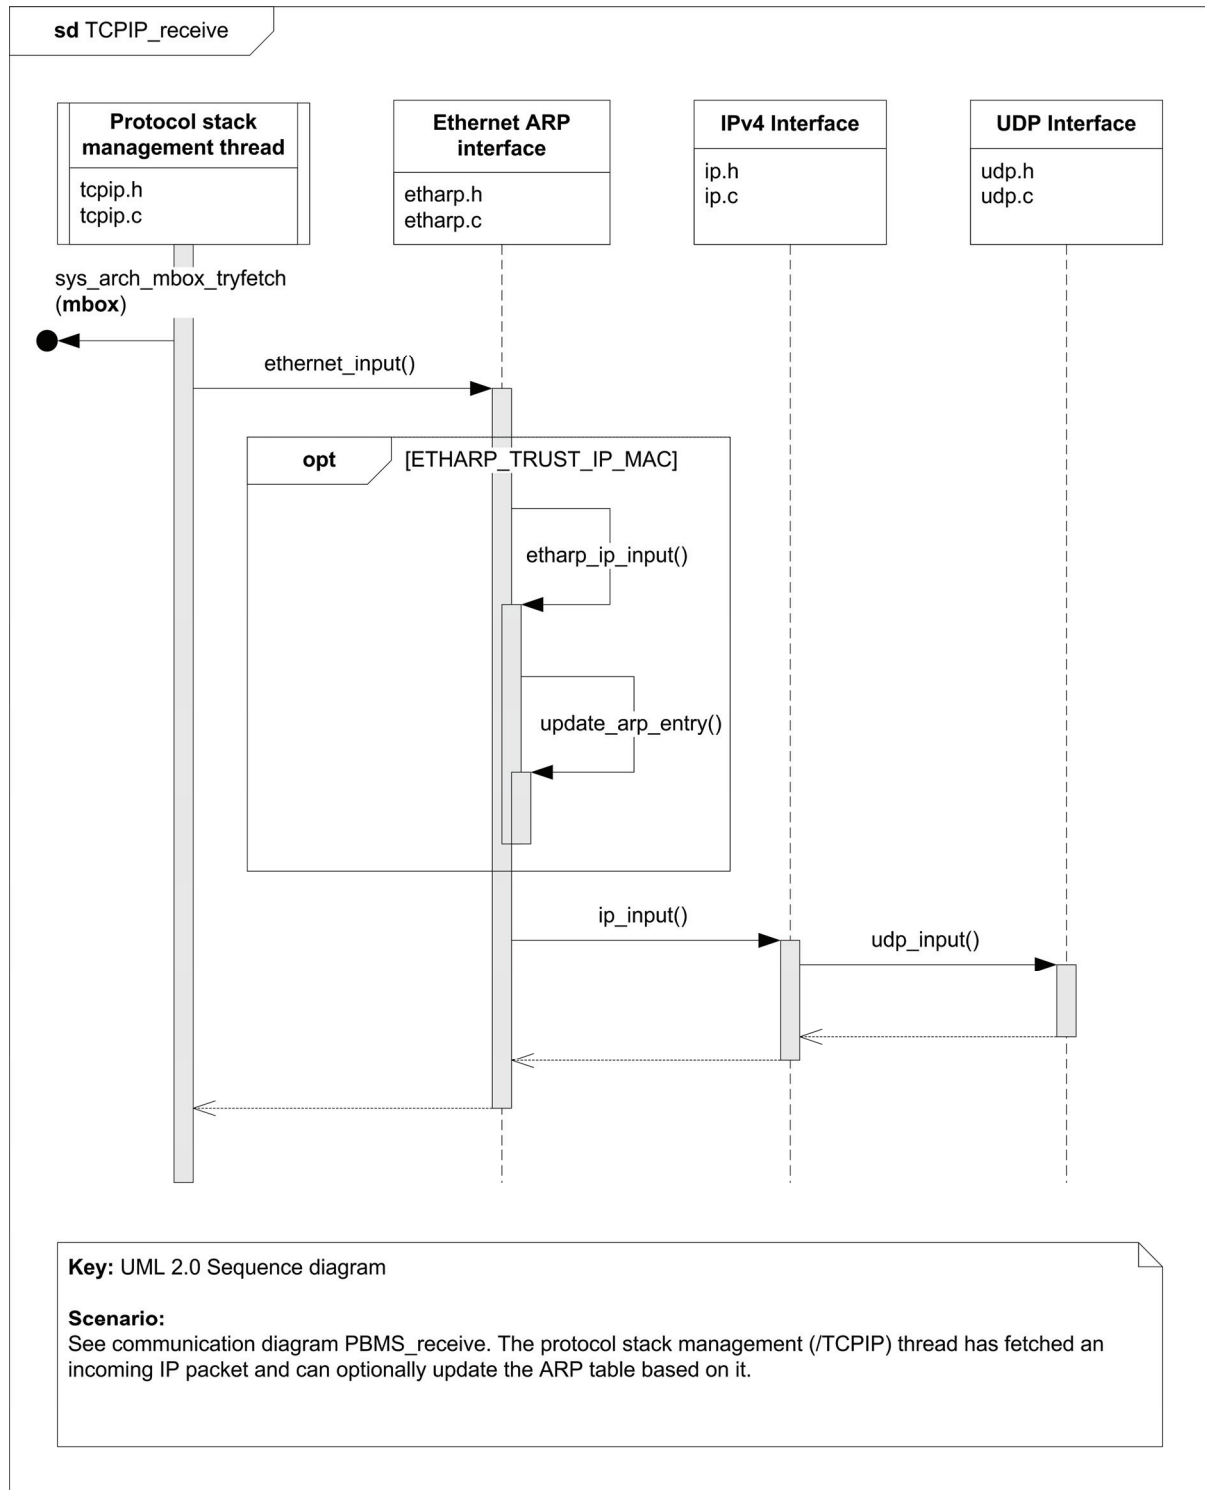 sd TCPIP_receive
Protocol stack
management thread
tcpip.h
tcpip.c
Ethernet ARP
interface
etharp.h
etharp.c
IPv4 Interface
ip.h
ip.c
UDP Interface
udp.h
udp.c
sys_arch_mbox_tryfetch
(mbox)
ethernet_input()
opt
[ETHARP_TRUST_IP_MAC]
etharp_ip_input()
update_arp_entry()
ip_input()
udp_input()
Key: UML 2.0 Sequence diagram
Scenario:
See communication diagram PBMS_receive. The protocol stack management (/TCPIP) thread has fetched an
incoming IP packet and can optionally update the ARP table based on it.